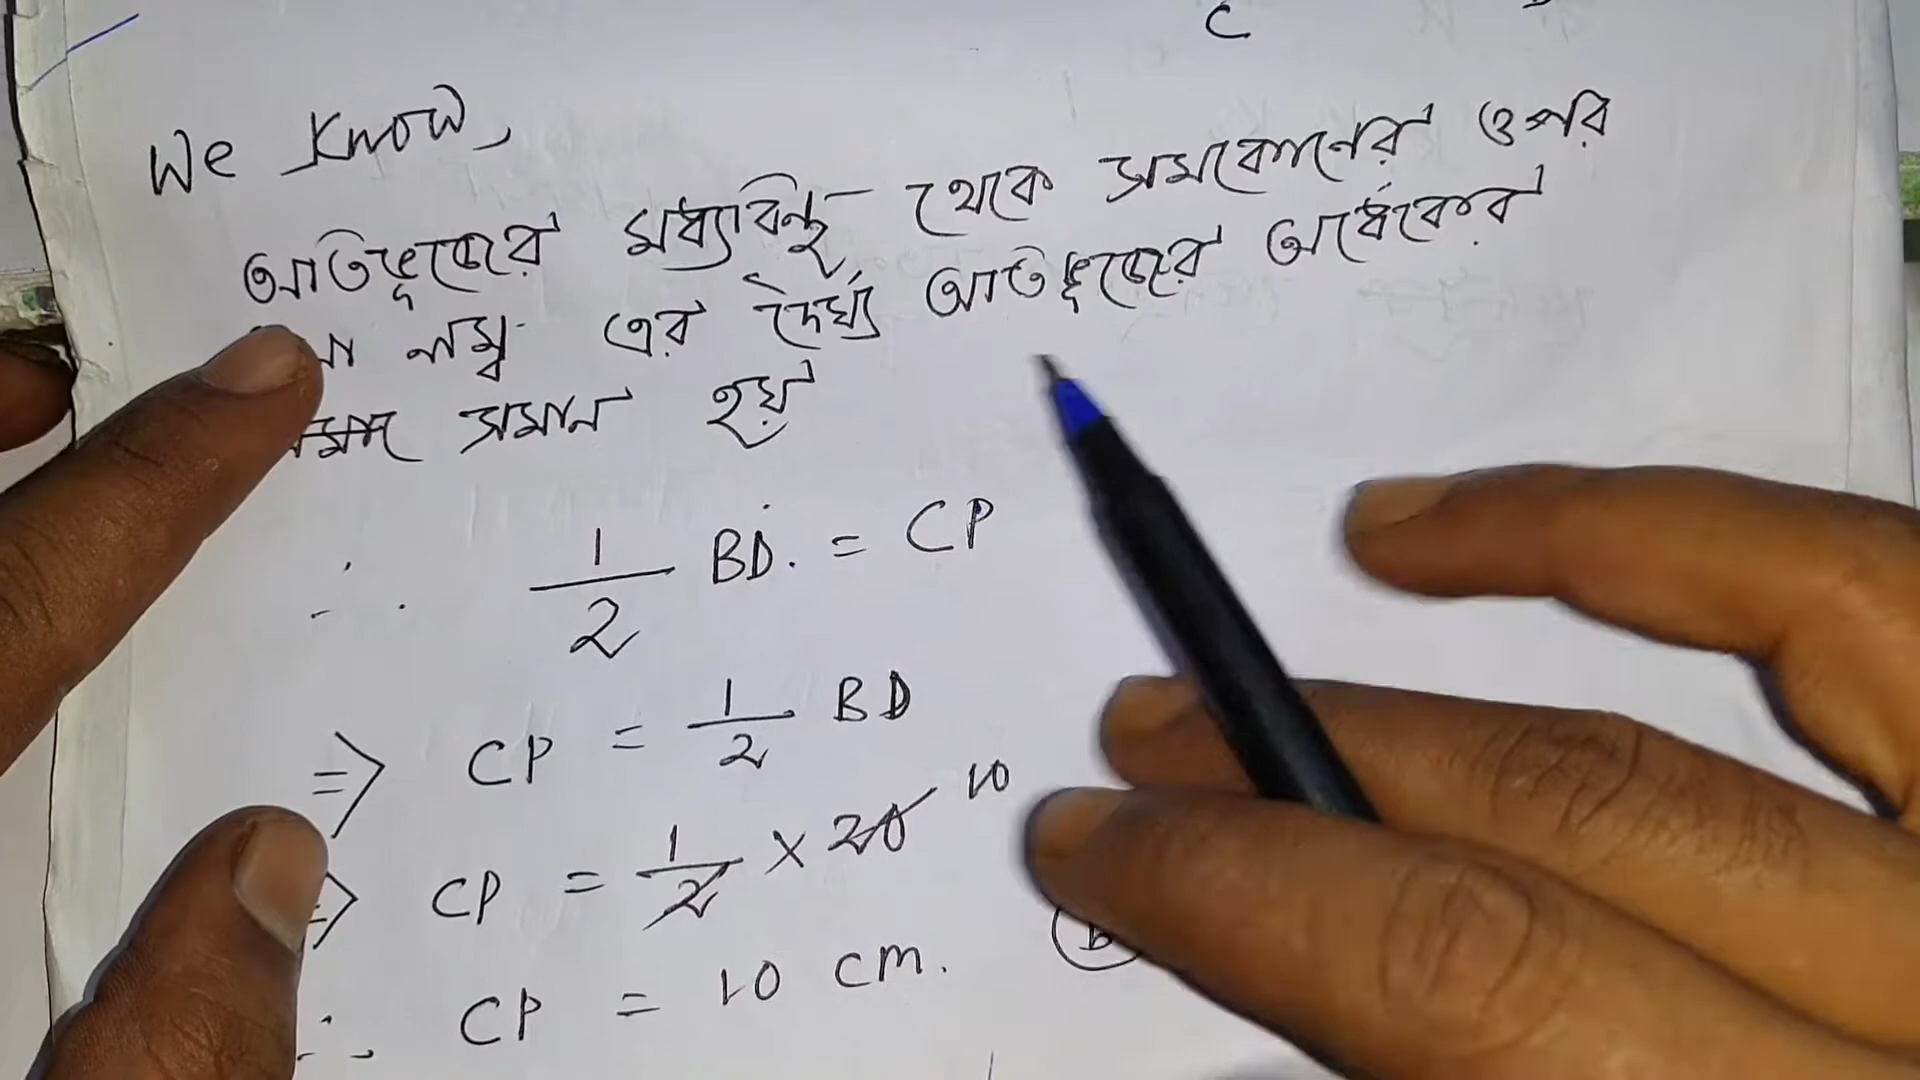 C
We know,
অতিভূজের মধ্যবিন্দু থেকে সমকোনের ওপর
লম্ব এর দৈর্ঘ্য অতিভূজের অর্ধেকের
সমান হয়
∴ 1/2 BD. = CP
=> CP = 1/2 BD
=> CP = 1/2 × 20 10
∴ CP = 10 cm. b